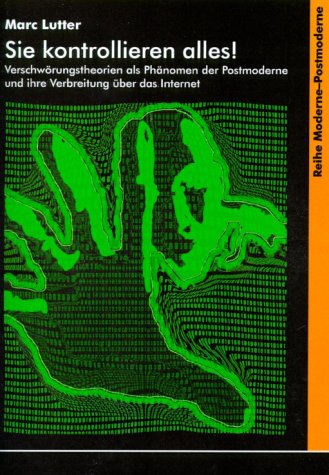 Marc Lutter
Sie kontrollieren alles!
Verschwörungstheorien als Phänomen der Postmoderne
und ihre Verbreitung über das Internet
Reihe Moderne–Postmoderne